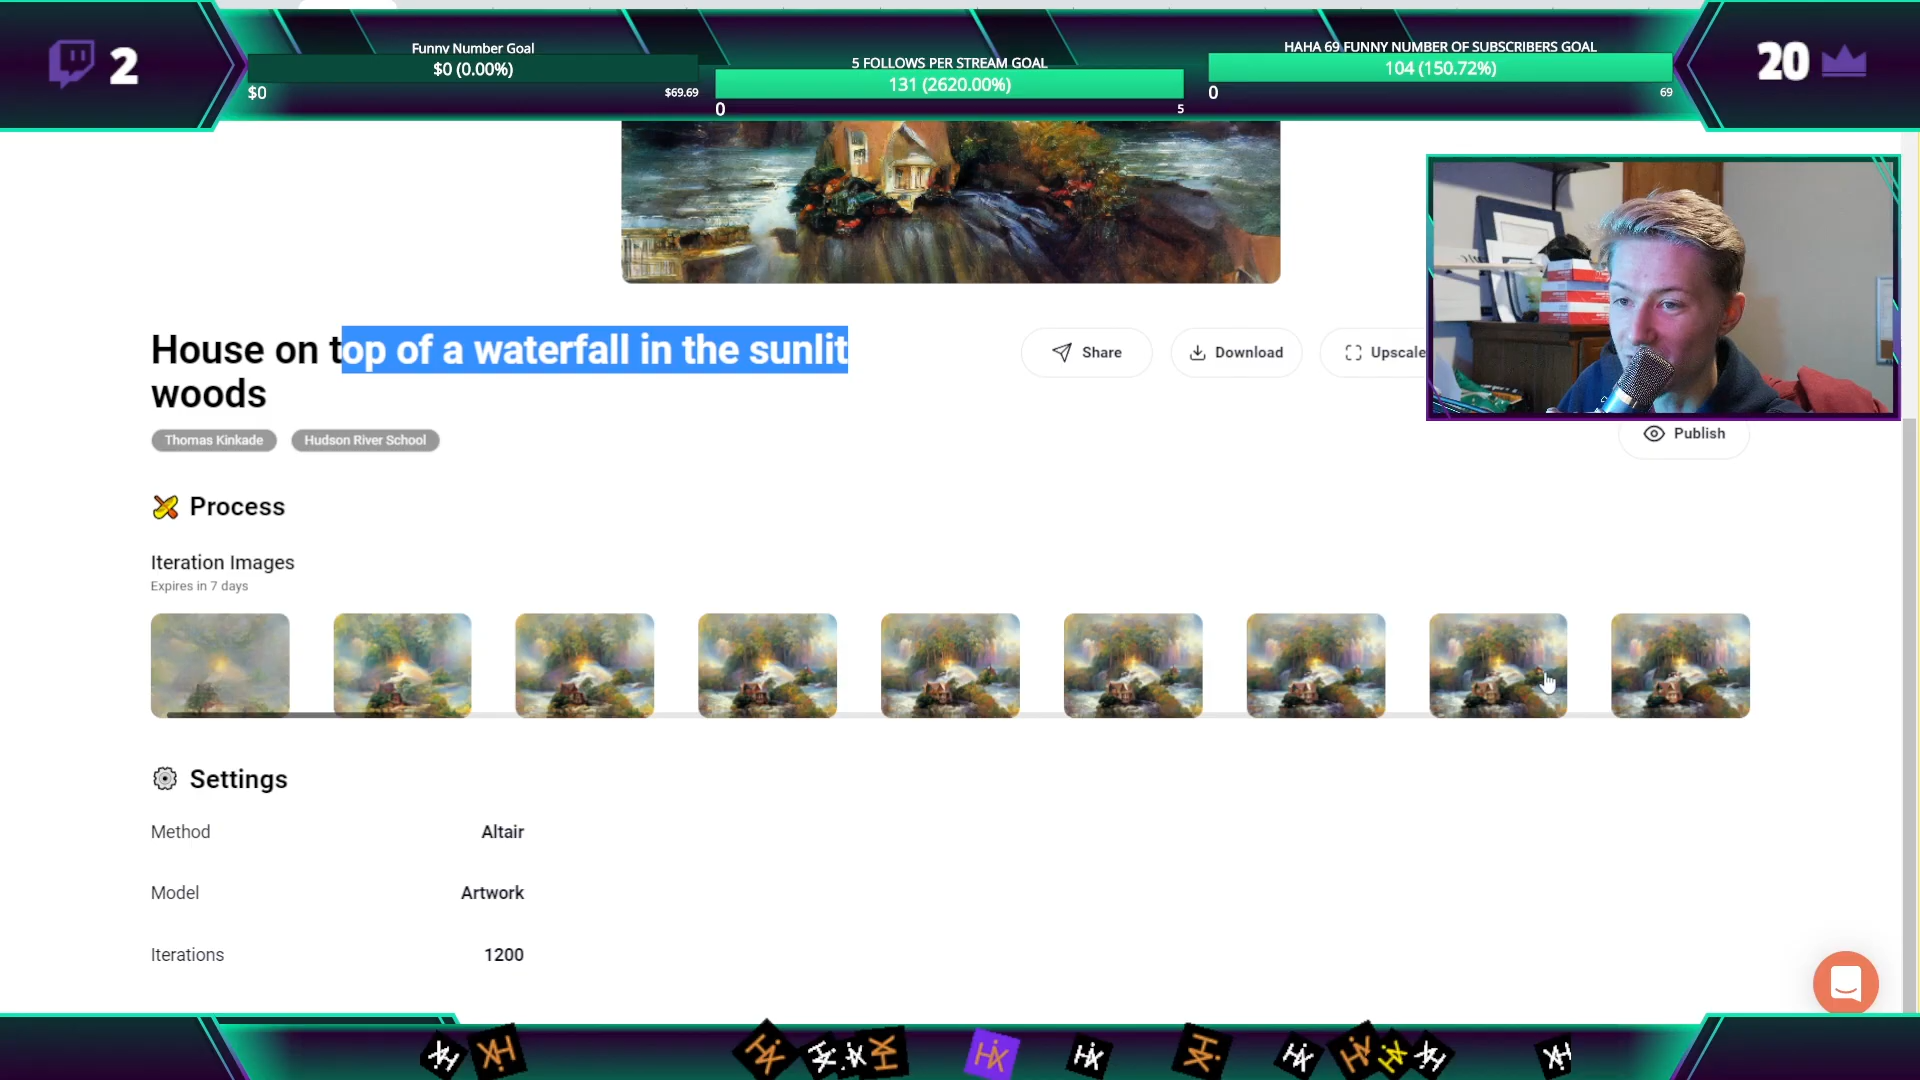 2
Funny Number Goal
$0 (0.00%)
$0
$69.69
5 FOLLOWS PER STREAM GOAL
131 (2620.00%)
0
5
HAHA 69 FUNNY NUMBER OF SUBSCRIBERS GOAL
104 (150.72%)
0
69
20
House on top of a waterfall in the sunlit
woods
Share
Download
Upscale
Publish
Thomas Kinkade
Hudson River School
Process
Iteration Images
Expires in 7 days
Settings
Method
Altair
Model
Artwork
Iterations
1200